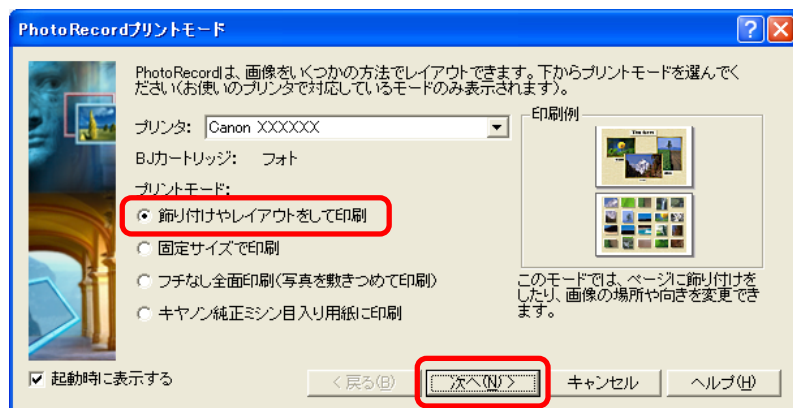 PhotoRecordプリントモード
PhotoRecordは、画像をいくつかの方法でレイアウトできます。下からプリントモードを選んでく
ださい(お使いのプリンタで対応しているモードのみ表示されます)。
プリンタ: Canon XXXXXX
BJカートリッジ: フォト
プリントモード:
飾り付けやレイアウトをして印刷
固定サイズで印刷
フチなし全面印刷(写真を敷きつめて印刷)
キヤノン純正ミシン目入り用紙に印刷
印刷例
このモードでは、ページに飾り付けを
したり、画像の場所や向きを変更でき
ます。
起動時に表示する
< 戻る(B)
次へ(N) >
キャンセル
ヘルプ(H)